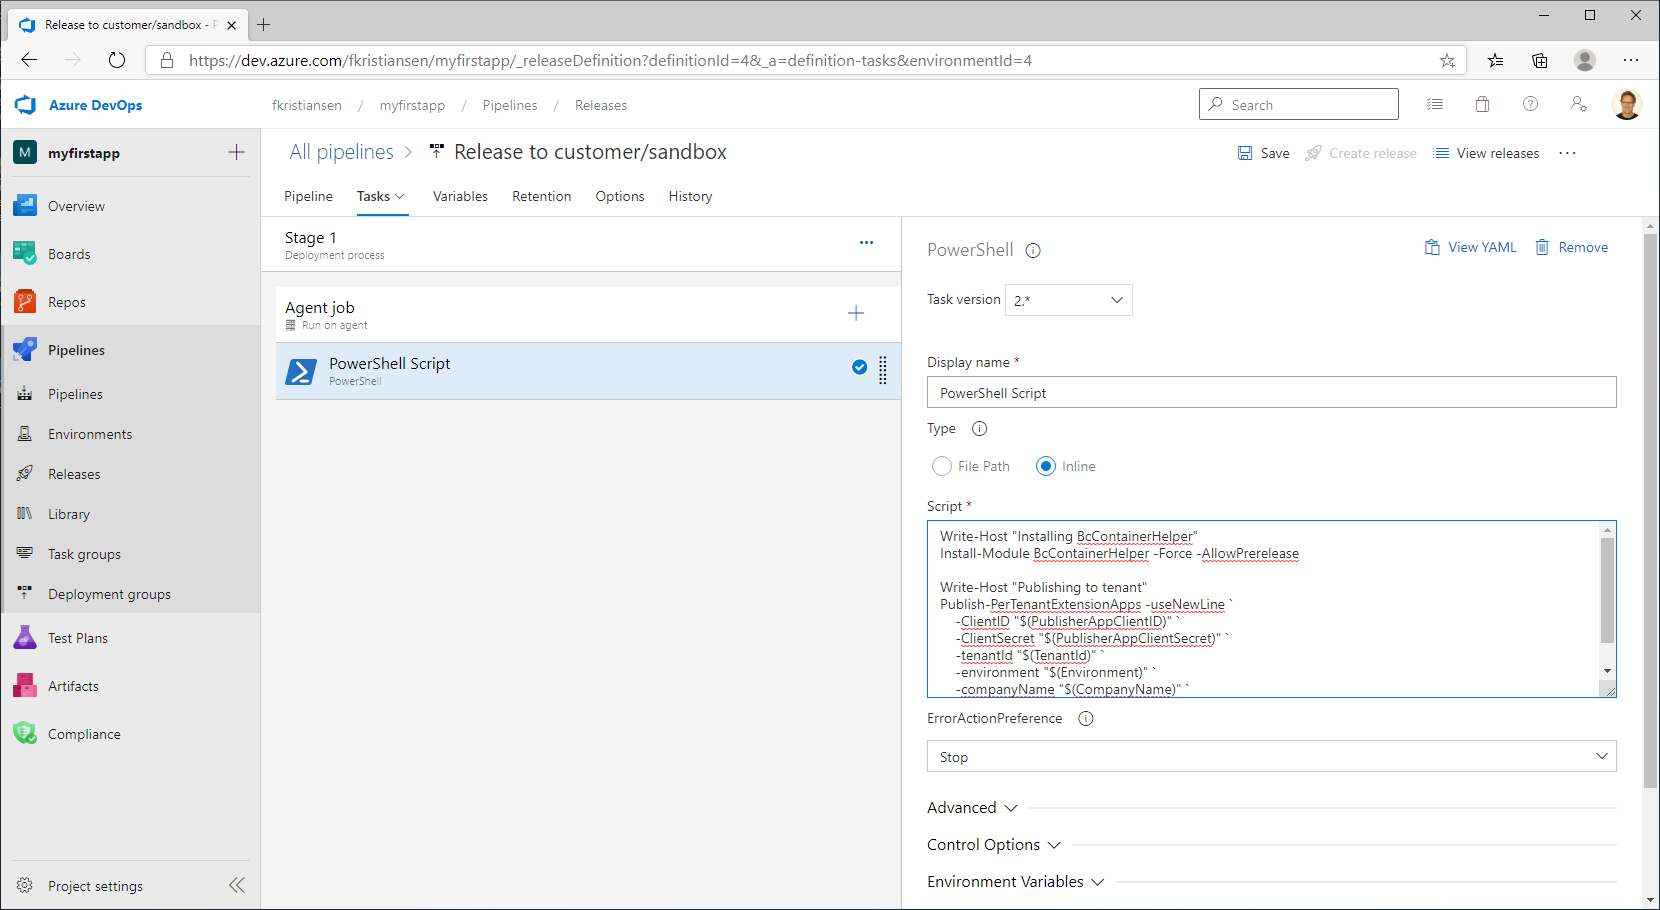 Release to customer/sandbox - P
https://dev.azure.com/fkristiansen/myfirstapp/_releaseDefinition?definitionId=4&_a=definition-tasks&environmentId=4
Azure DevOps
fkristiansen / myfirstapp / Pipelines / Releases
Search
M
myfirstapp
Overview
Boards
Repos
Pipelines
Pipelines
Environments
Releases
Library
Task groups
Deployment groups
Test Plans
Artifacts
Compliance
Project settings
All pipelines > Release to customer/sandbox
Save
Create release
View releases
...
Pipeline Tasks Variables Retention Options History
Stage 1
Deployment process
...
Agent job
Run on agent
PowerShell Script
PowerShell
PowerShell
View YAML
Remove
Task version 2.*
Display name *
PowerShell Script
Type
File Path
Inline
Script *
Write-Host "Installing BcContainerHelper"
Install-Module BcContainerHelper -Force -AllowPrerelease
Write-Host "Publishing to tenant"
Publish-PerTenantExtensionApps -useNewLine `
-ClientID "$(PublisherAppClientID)" `
-ClientSecret "$(PublisherAppClientSecret)" `
-tenantId "$(TenantId)" `
-environment "$(Environment)" `
-companyName "$(CompanyName)" `
ErrorActionPreference
Stop
Advanced
Control Options
Environment Variables